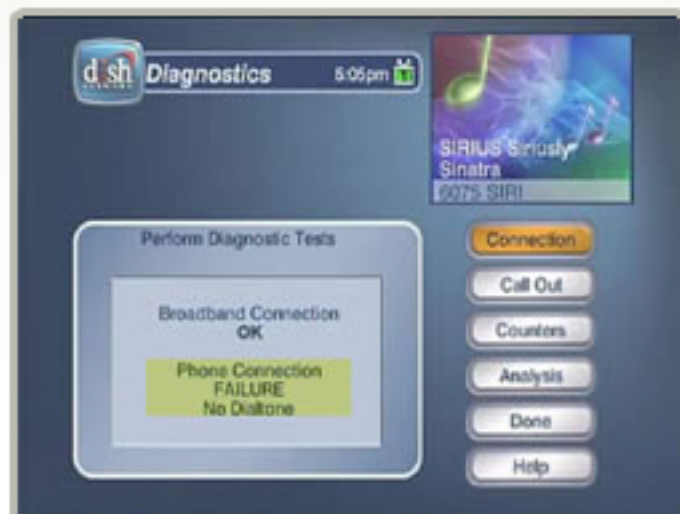 dish
NETWORK
Diagnostics
5:05pm
SIRIUS Siriusly
Sinatra
6075 SIRI
Perform Diagnostic Tests
Broadband Connection
OK
Phone Connection
FAILURE
No Dialtone
Connection
Call Out
Counters
Analysis
Done
Help